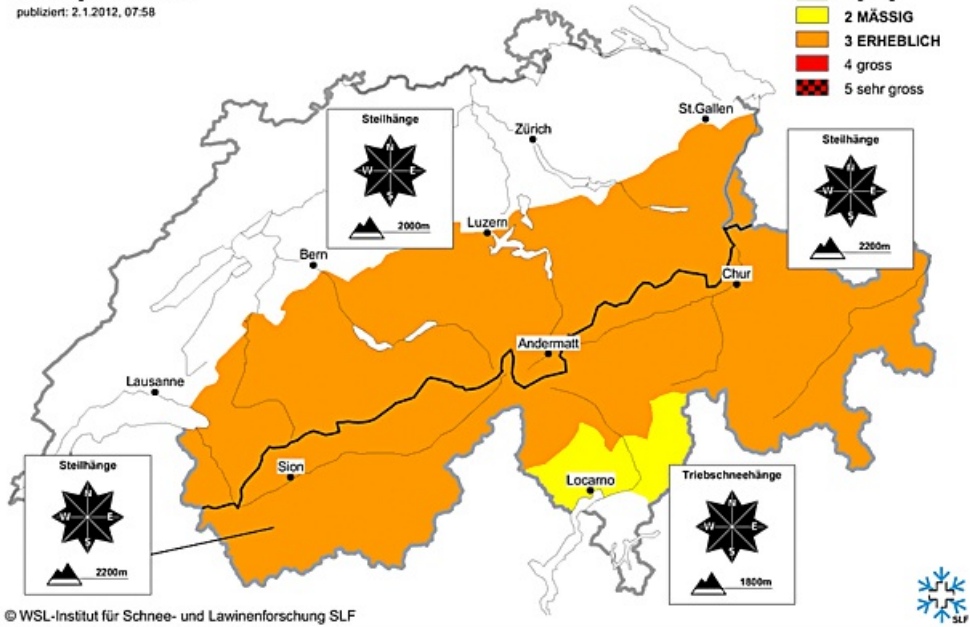 publiziert: 2.1.2012, 07:58
2 MÄSSIG
3 ERHEBLICH
4 gross
5 sehr gross
St.Gallen
Zürich
Steilhänge
N
W E
S
2000m
Steilhänge
N
W E
S
2200m
Luzern
Bern
Chur
Andermatt
Lausanne
Sion
Locarno
Steilhänge
N
W E
S
2200m
Triebschneehänge
N
W E
S
1800m
© WSL-Institut für Schnee- und Lawinenforschung SLF
SLF